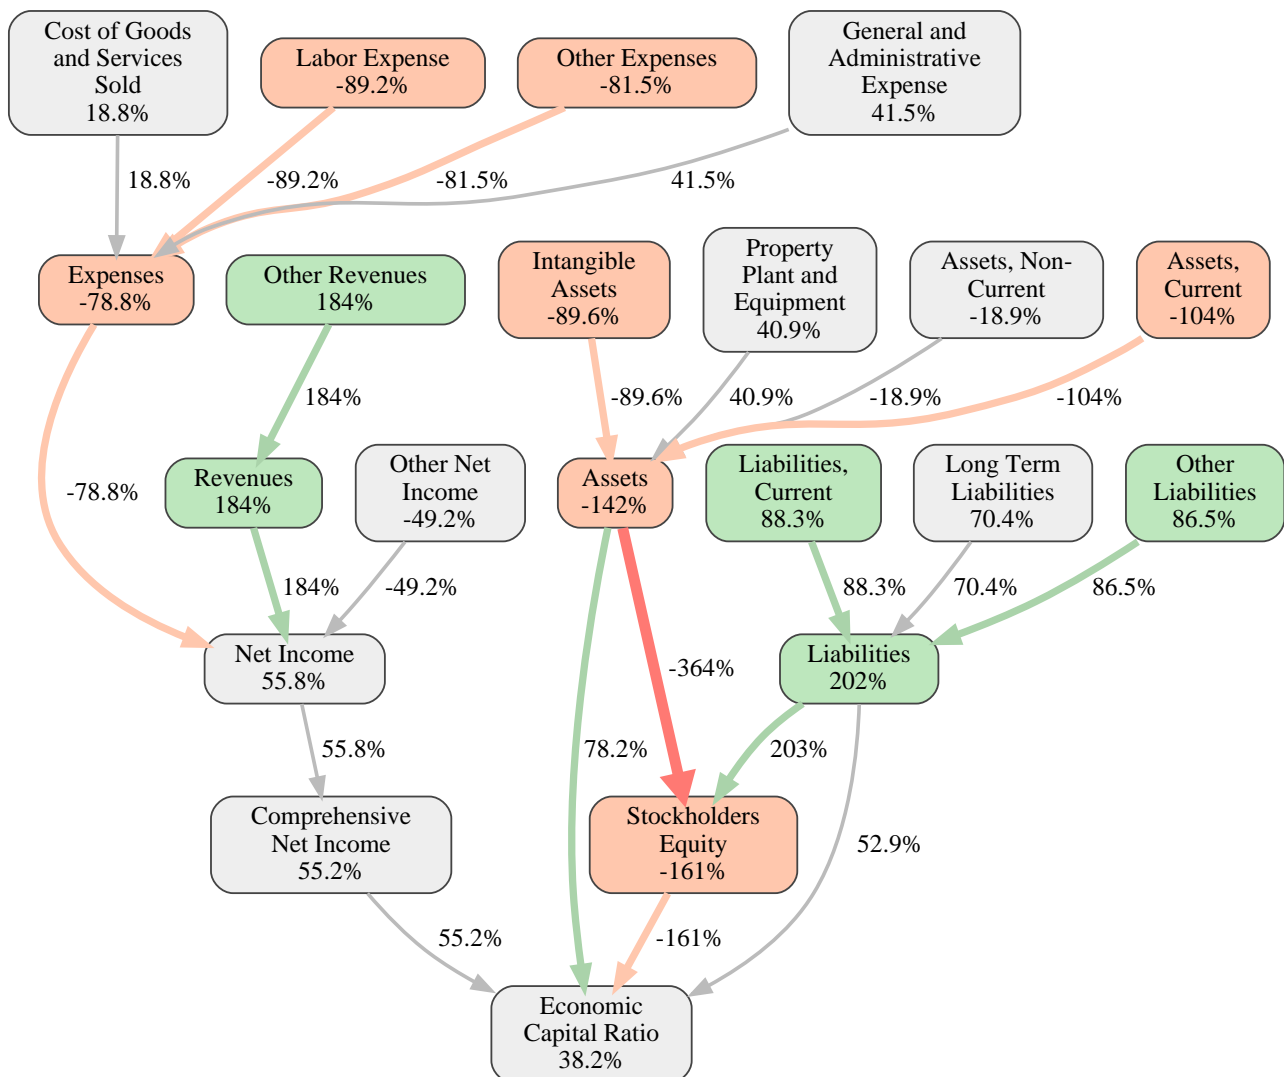 Cost of Goods
and Services
Sold
18.8%
Labor Expense
-89.2%
Other Expenses
-81.5%
General and
Administrative
Expense
41.5%
18.8%
-89.2%
-81.5%
41.5%
Expenses
-78.8%
Other Revenues
184%
Intangible
Assets
-89.6%
Property
Plant and
Equipment
40.9%
Assets, Non-
Current
-18.9%
Assets,
Current
-104%
184%
-89.6%
40.9%
-18.9%
-104%
-78.8%
Revenues
184%
Other Net
Income
-49.2%
Assets
-142%
Liabilities,
Current
88.3%
Long Term
Liabilities
70.4%
Other
Liabilities
86.5%
184%
-49.2%
88.3%
70.4%
86.5%
Net Income
55.8%
-364%
Liabilities
202%
55.8%
78.2%
203%
Comprehensive
Net Income
55.2%
Stockholders
Equity
-161%
52.9%
55.2%
-161%
Economic
Capital Ratio
38.2%